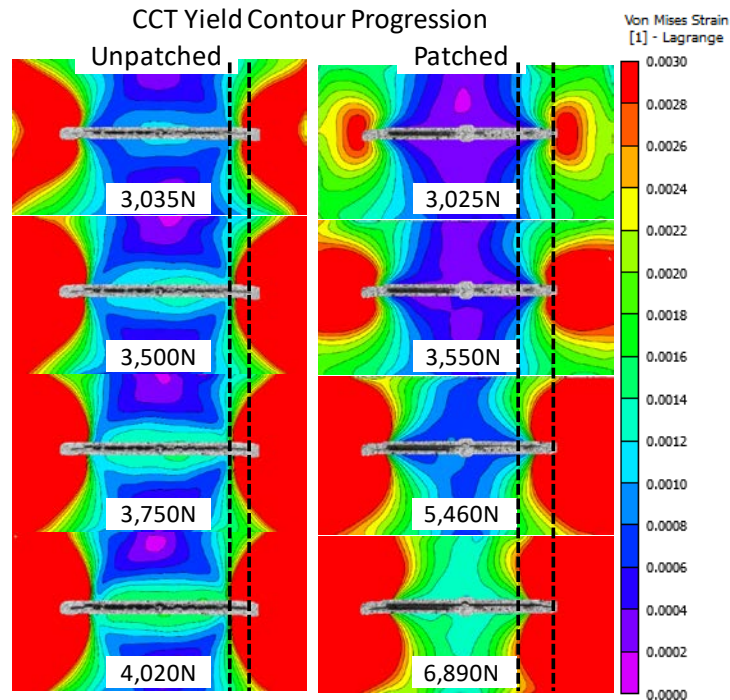 CCT Yield Contour Progression
Unpatched
Patched
Von Mises Strain
[1] - Lagrange
3,035N
3,025N
3,500N
3,550N
3,750N
5,460N
4,020N
6,890N
0.0030
0.0028
0.0026
0.0024
0.0022
0.0020
0.0018
0.0016
0.0014
0.0012
0.0010
0.0008
0.0006
0.0004
0.0002
0.0000